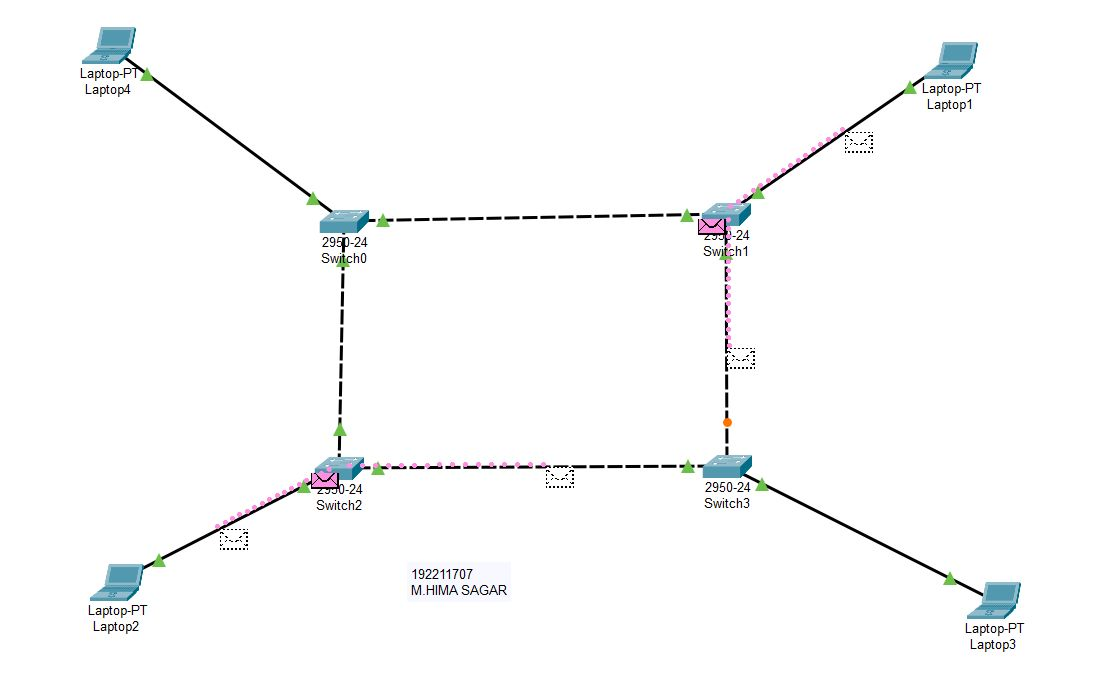 Laptop-PT
Laptop4
Laptop-PT
Laptop1
2950-24
Switch0
2950-24
Switch1
2950-24
Switch2
2950-24
Switch3
192211707
M.HIMA SAGAR
Laptop-PT
Laptop2
Laptop-PT
Laptop3